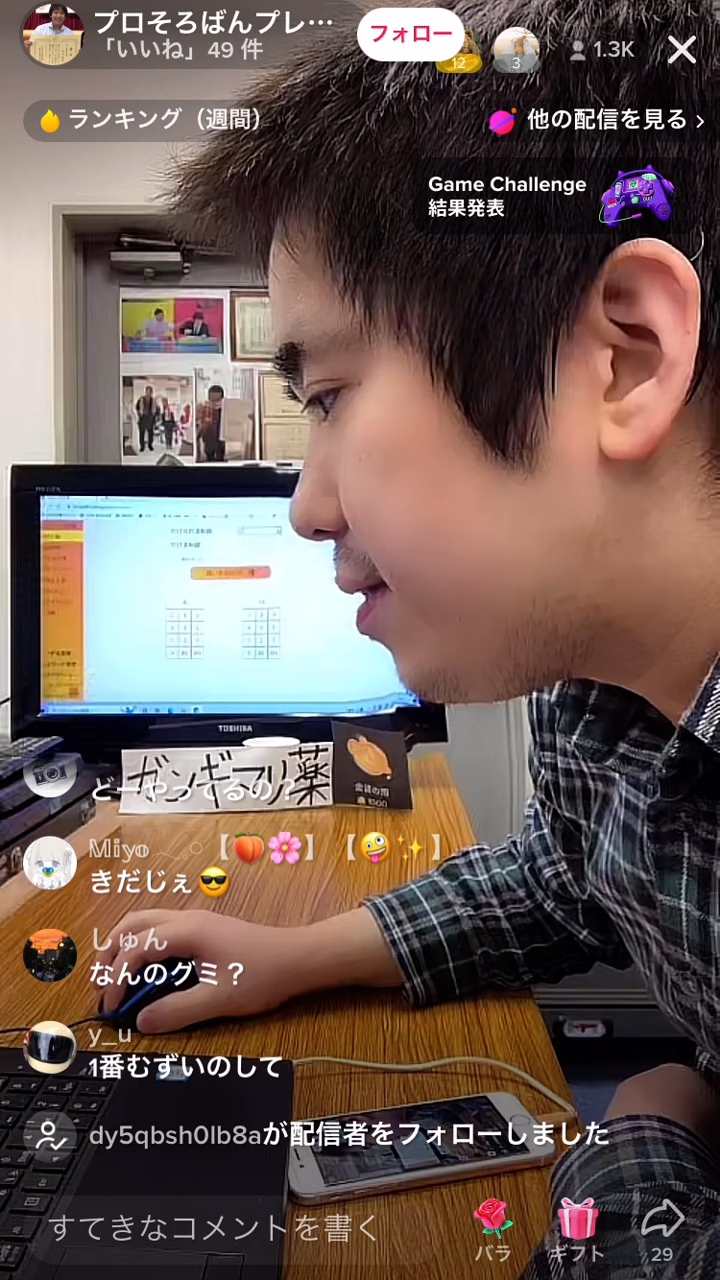 プロそろばんプレ…
「いいね」49 件
フォロー
12
3
1.3K
ランキング（週間）
他の配信を見る
Game Challenge
結果発表
TOSHIBA
ガンギマリ薬
どーやってるの？
Miyo 【🍑🌸】【🤪✨】
きだじぇ😎
しゅん
なんのグミ？
y_u
1番むずいのして
dy5qbsh0lb8aが配信者をフォローしました
すてきなコメントを書く
バラ
ギフト
29